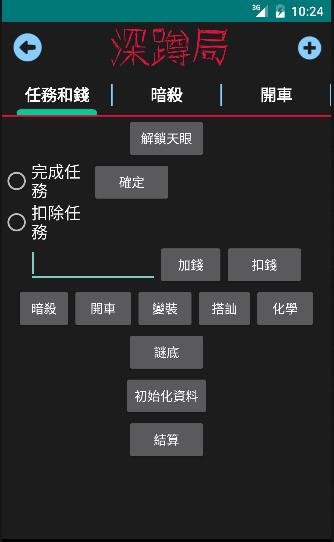 3G 10:24
深蹲局
任務和錢 暗殺 開車
解鎖天眼
完成任
務
確定
扣除任
務
加錢 扣錢
暗殺 開車 變裝 搭訕 化學
謎底
初始化資料
結算